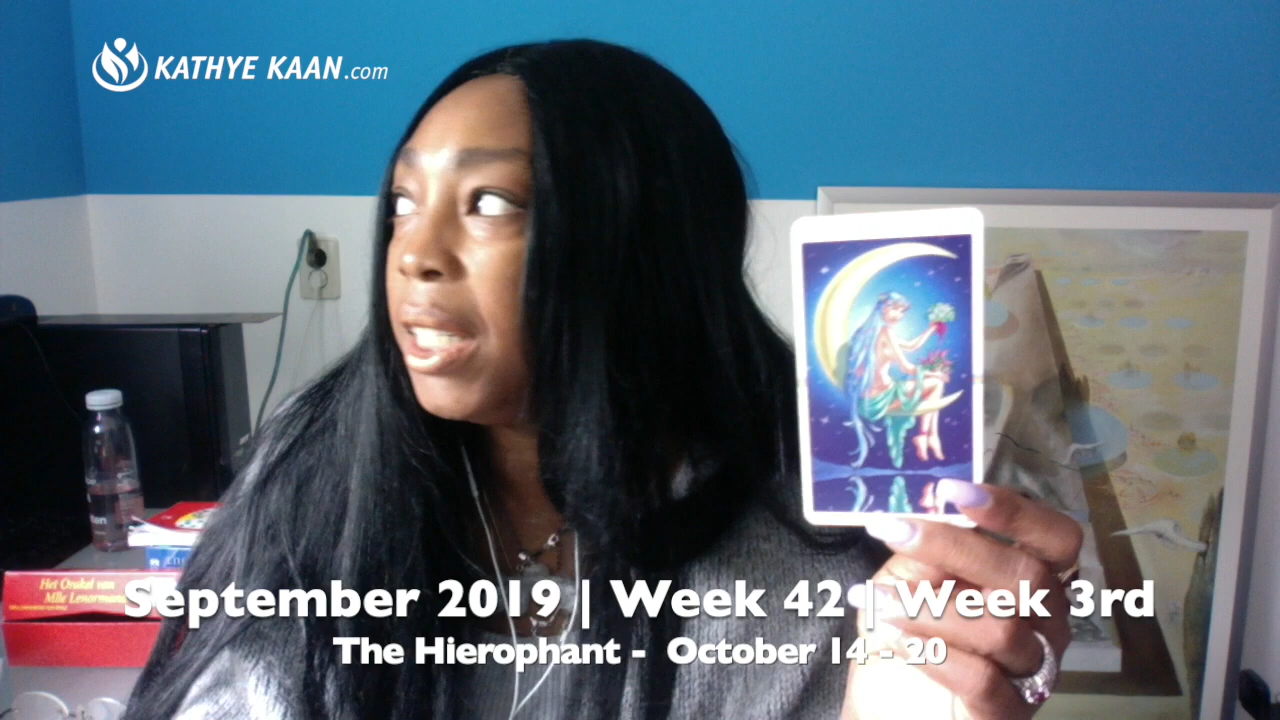 KATHYE KAAN.com
ten
Het Orakel van
Mlle Lenormand
September 2019 | Week 42 | Week 3rd
The Hierophant - October 14 - 20